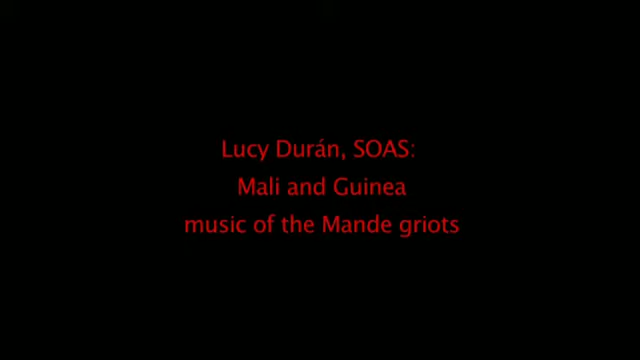 Lucy Durán, SOAS:
Mali and Guinea
music of the Mande griots